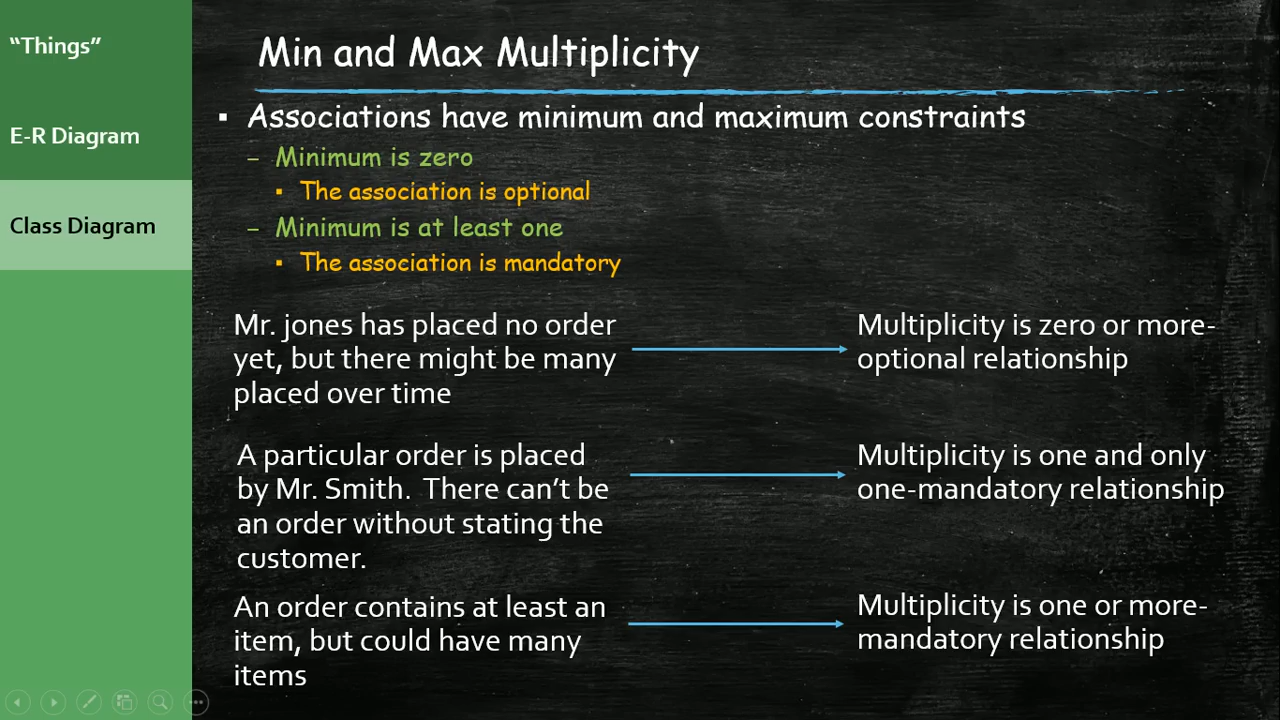 “Things”
E-R Diagram
Class Diagram
Min and Max Multiplicity
▪ Associations have minimum and maximum constraints
– Minimum is zero
▪ The association is optional
– Minimum is at least one
▪ The association is mandatory
Mr. jones has placed no order
yet, but there might be many
placed over time
Multiplicity is zero or more-
optional relationship
A particular order is placed
by Mr. Smith.  There can’t be
an order without stating the
customer.
Multiplicity is one and only
one-mandatory relationship
An order contains at least an
item, but could have many
items
Multiplicity is one or more-
mandatory relationship